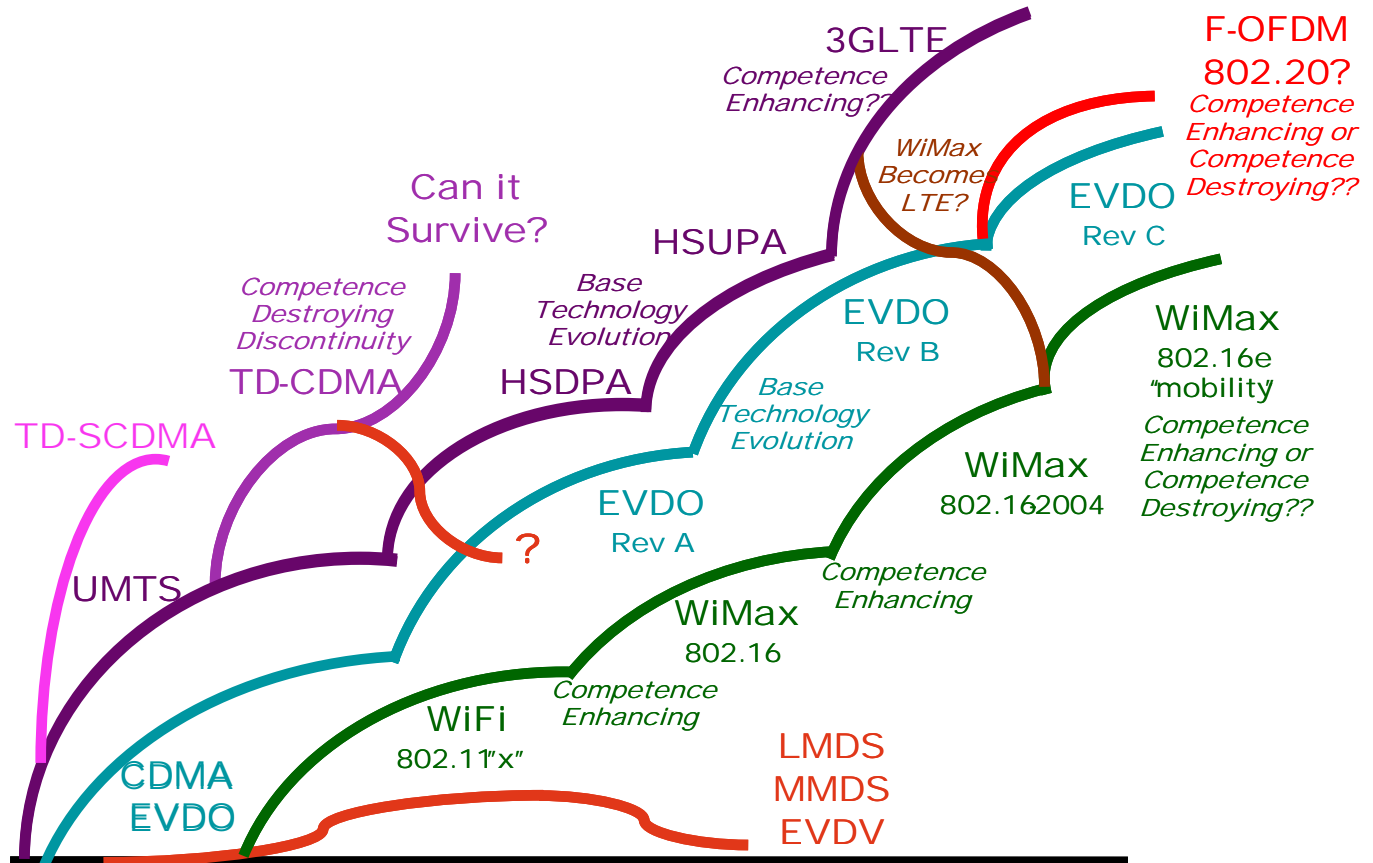 3GLTE
Competence
Enhancing??
F-OFDM
802.20?
Competence
Enhancing or
Competence
Destroying??
WiMax
Becomes
LTE?
EVDO
Rev C
Can it
Survive?
HSUPA
Competence
Destroying
Discontinuity
TD-CDMA
Base
Technology
Evolution
HSDPA
EVDO
Rev B
WiMax
802.16e
“mobility”
Competence
Enhancing or
Competence
Destroying??
Base
Technology
Evolution
TD-SCDMA
WiMax
802.16-2004
EVDO
Rev A
?
UMTS
Competence
Enhancing
WiMax
802.16
Competence
Enhancing
WiFi
802.11”x”
CDMA
EVDO
LMDS
MMDS
EVDV